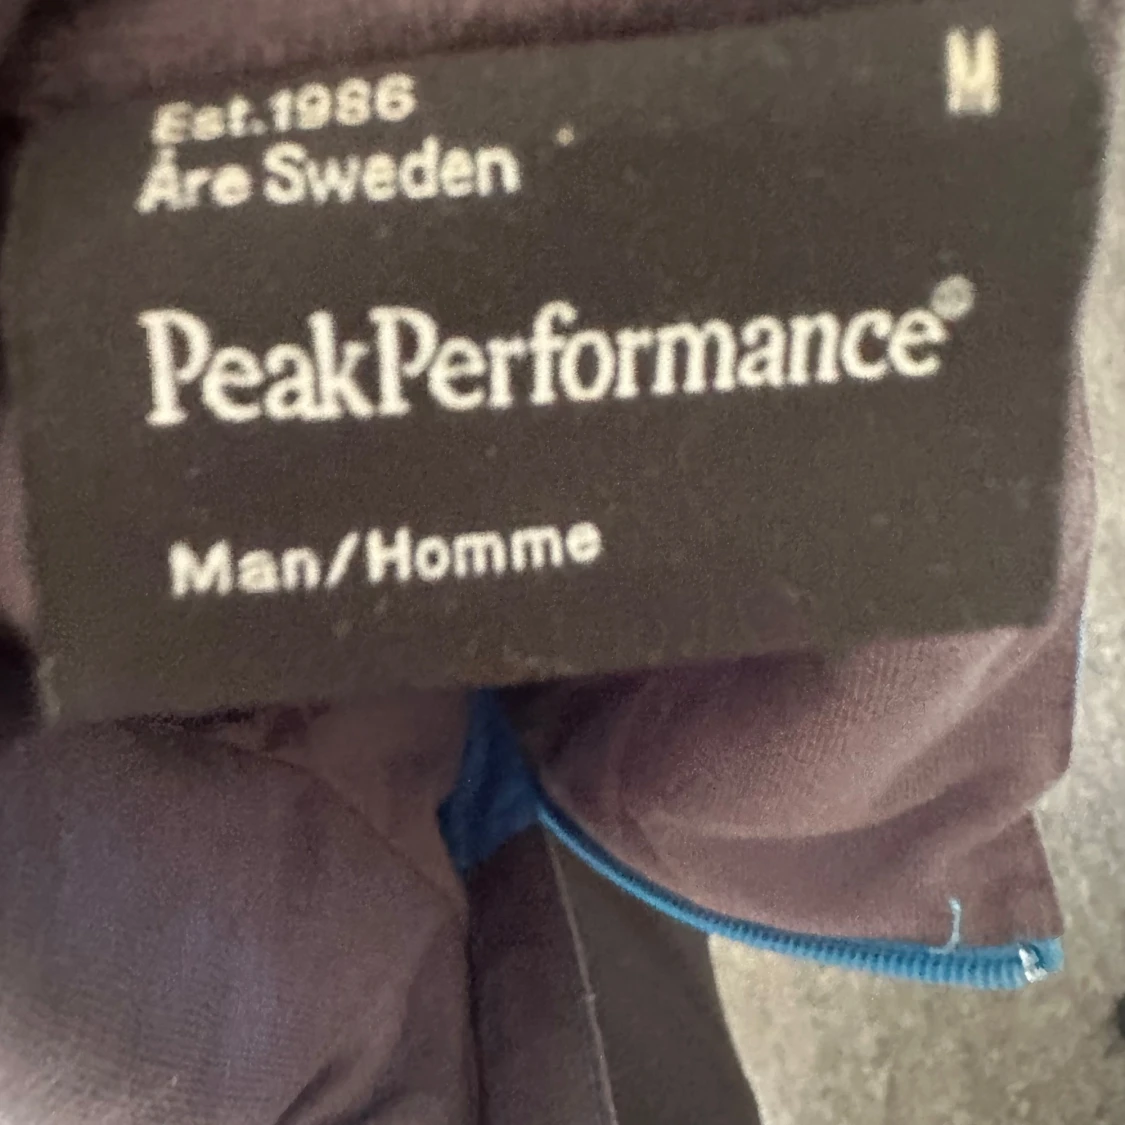 M
Est.1986
Åre Sweden
PeakPerformance®
Man/Homme